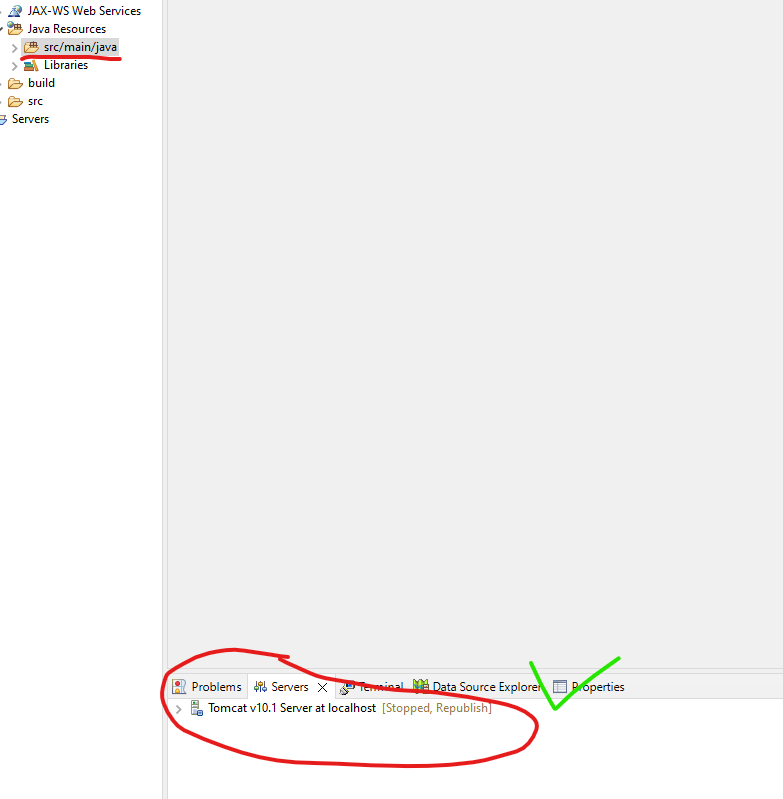 JAX-WS Web Services
Java Resources
src/main/java
Libraries
build
src
Servers
Problems Servers Terminal Data Source Explorer Properties
Tomcat v10.1 Server at localhost [Stopped, Republish]